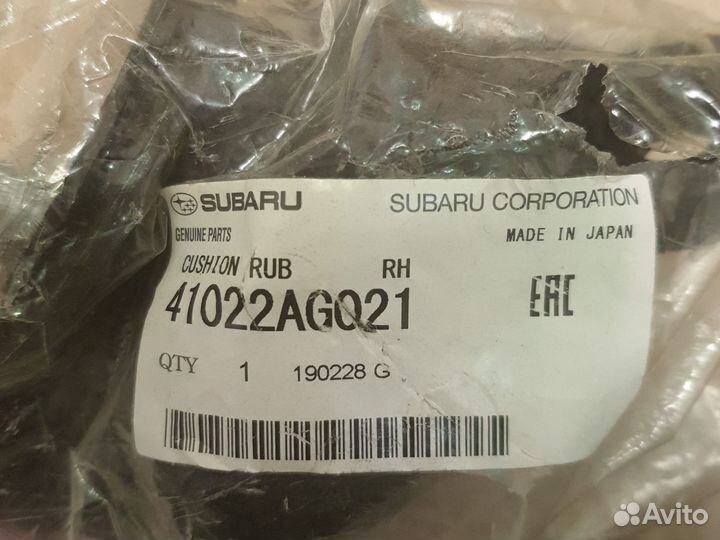 SUBARU SUBARU CORPORATION
GENUINE PARTS MADE IN JAPAN
CUSHION RUB RH
41022AG021 EAC
QTY 1 190228 G
Avito